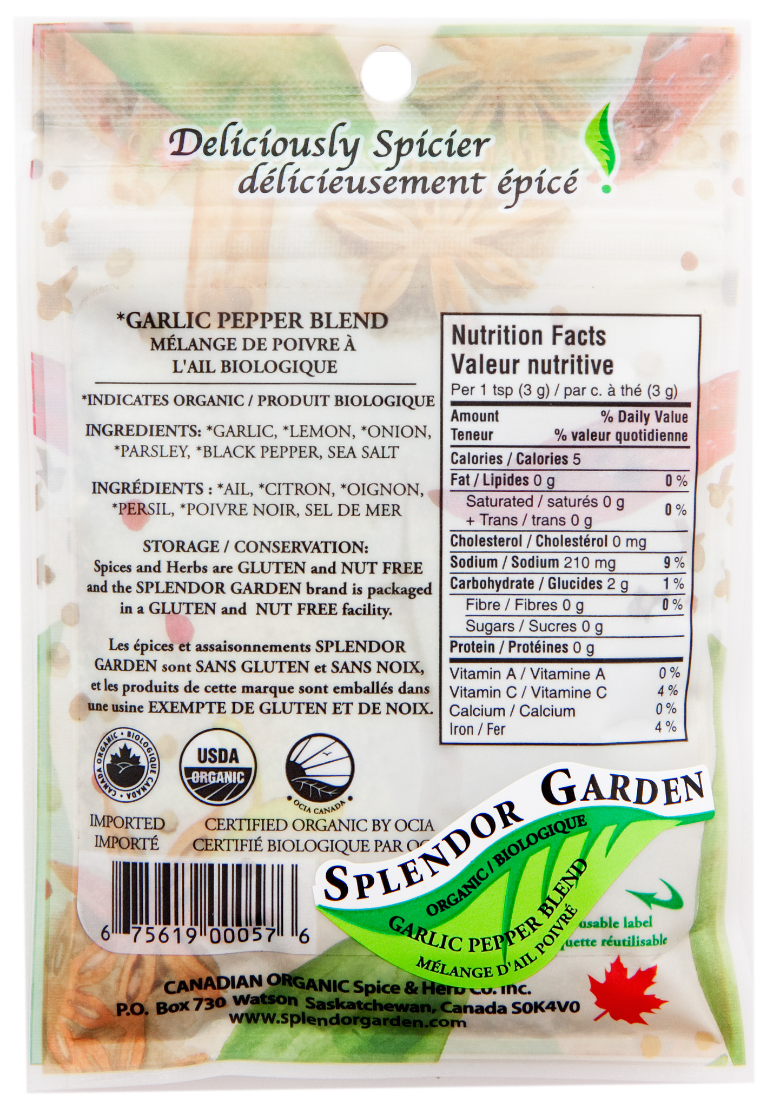 Deliciously Spicier
délicieusement épicé
*GARLIC PEPPER BLEND
MÉLANGE DE POIVRE À
L'AIL BIOLOGIQUE
*INDICATES ORGANIC / PRODUIT BIOLOGIQUE
INGREDIENTS: *GARLIC, *LEMON, *ONION,
*PARSLEY, *BLACK PEPPER, SEA SALT
INGRÉDIENTS : *AIL, *CITRON, *OIGNON,
*PERSIL, *POIVRE NOIR, SEL DE MER
STORAGE / CONSERVATION:
Spices and Herbs are GLUTEN and NUT FREE
and the SPLENDOR GARDEN brand is packaged
in a GLUTEN and NUT FREE facility.
Les épices et assaisonnements SPLENDOR
GARDEN sont SANS GLUTEN et SANS NOIX,
et les produits de cette marque sont emballés dans
une usine EXEMPTE DE GLUTEN ET DE NOIX.
Nutrition Facts
Valeur nutritive
Per 1 tsp (3 g) / par c. à thé (3 g)
Amount % Daily Value
Teneur % valeur quotidienne
Calories / Calories 5
Fat / Lipides 0 g 0 %
Saturated / saturés 0 g
+ Trans / trans 0 g 0 %
Cholesterol / Cholestérol 0 mg
Sodium / Sodium 210 mg 9 %
Carbohydrate / Glucides 2 g 1 %
Fibre / Fibres 0 g 0 %
Sugars / Sucres 0 g
Protein / Protéines 0 g
Vitamin A / Vitamine A 0 %
Vitamin C / Vitamine C 4 %
Calcium / Calcium 0 %
Iron / Fer 4 %
CANADA ORGANIC • BIOLOGIQUE CANADA •
USDA
ORGANIC
• OCIA CANADA •
IMPORTED
IMPORTÉ
CERTIFIED ORGANIC BY OCIA
CERTIFIÉ BIOLOGIQUE PAR
6 75619 00057 6
SPLENDOR GARDEN
ORGANIC / BIOLOGIQUE
GARLIC PEPPER BLEND
MÉLANGE D'AIL POIVRÉ
label
réutilisable
CANADIAN ORGANIC Spice & Herb Co. Inc.
P.O. Box 730 Watson Saskatchewan, Canada S0K4V0
www.splendorgarden.com